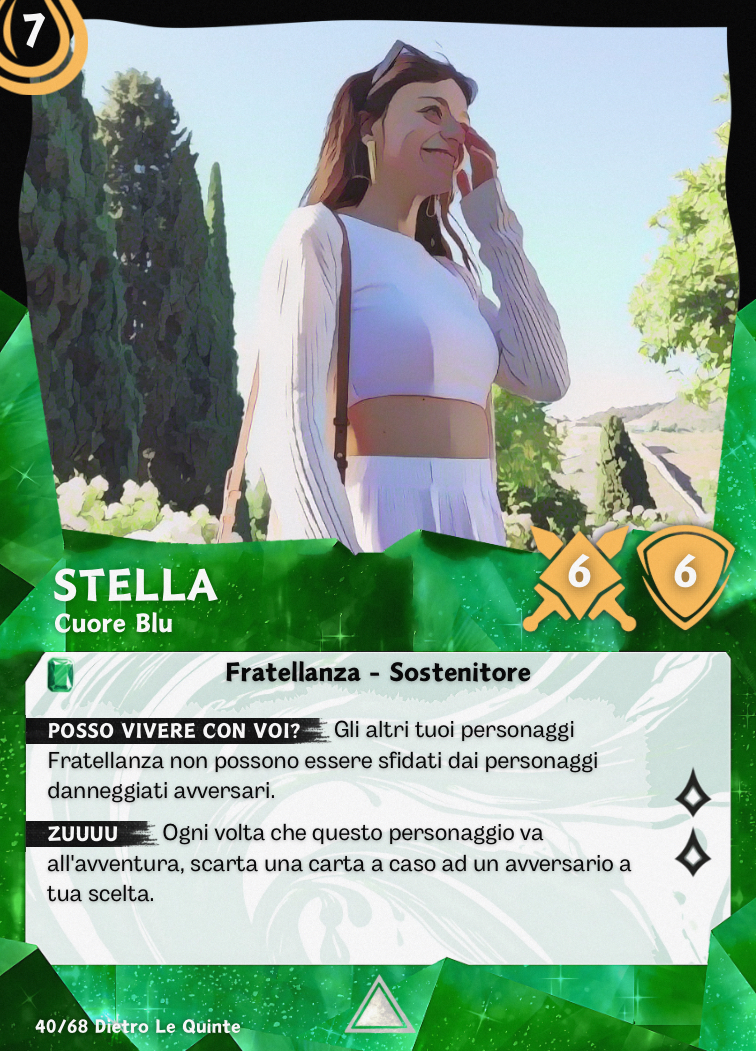 7
6 6
STELLA
Cuore Blu
Fratellanza - Sostenitore
POSSO VIVERE CON VOI? Gli altri tuoi personaggi
Fratellanza non possono essere sfidati dai personaggi
danneggiati avversari.
ZUUUU Ogni volta che questo personaggio va
all'avventura, scarta una carta a caso ad un avversario a
tua scelta.
40/68 Dietro Le Quinte